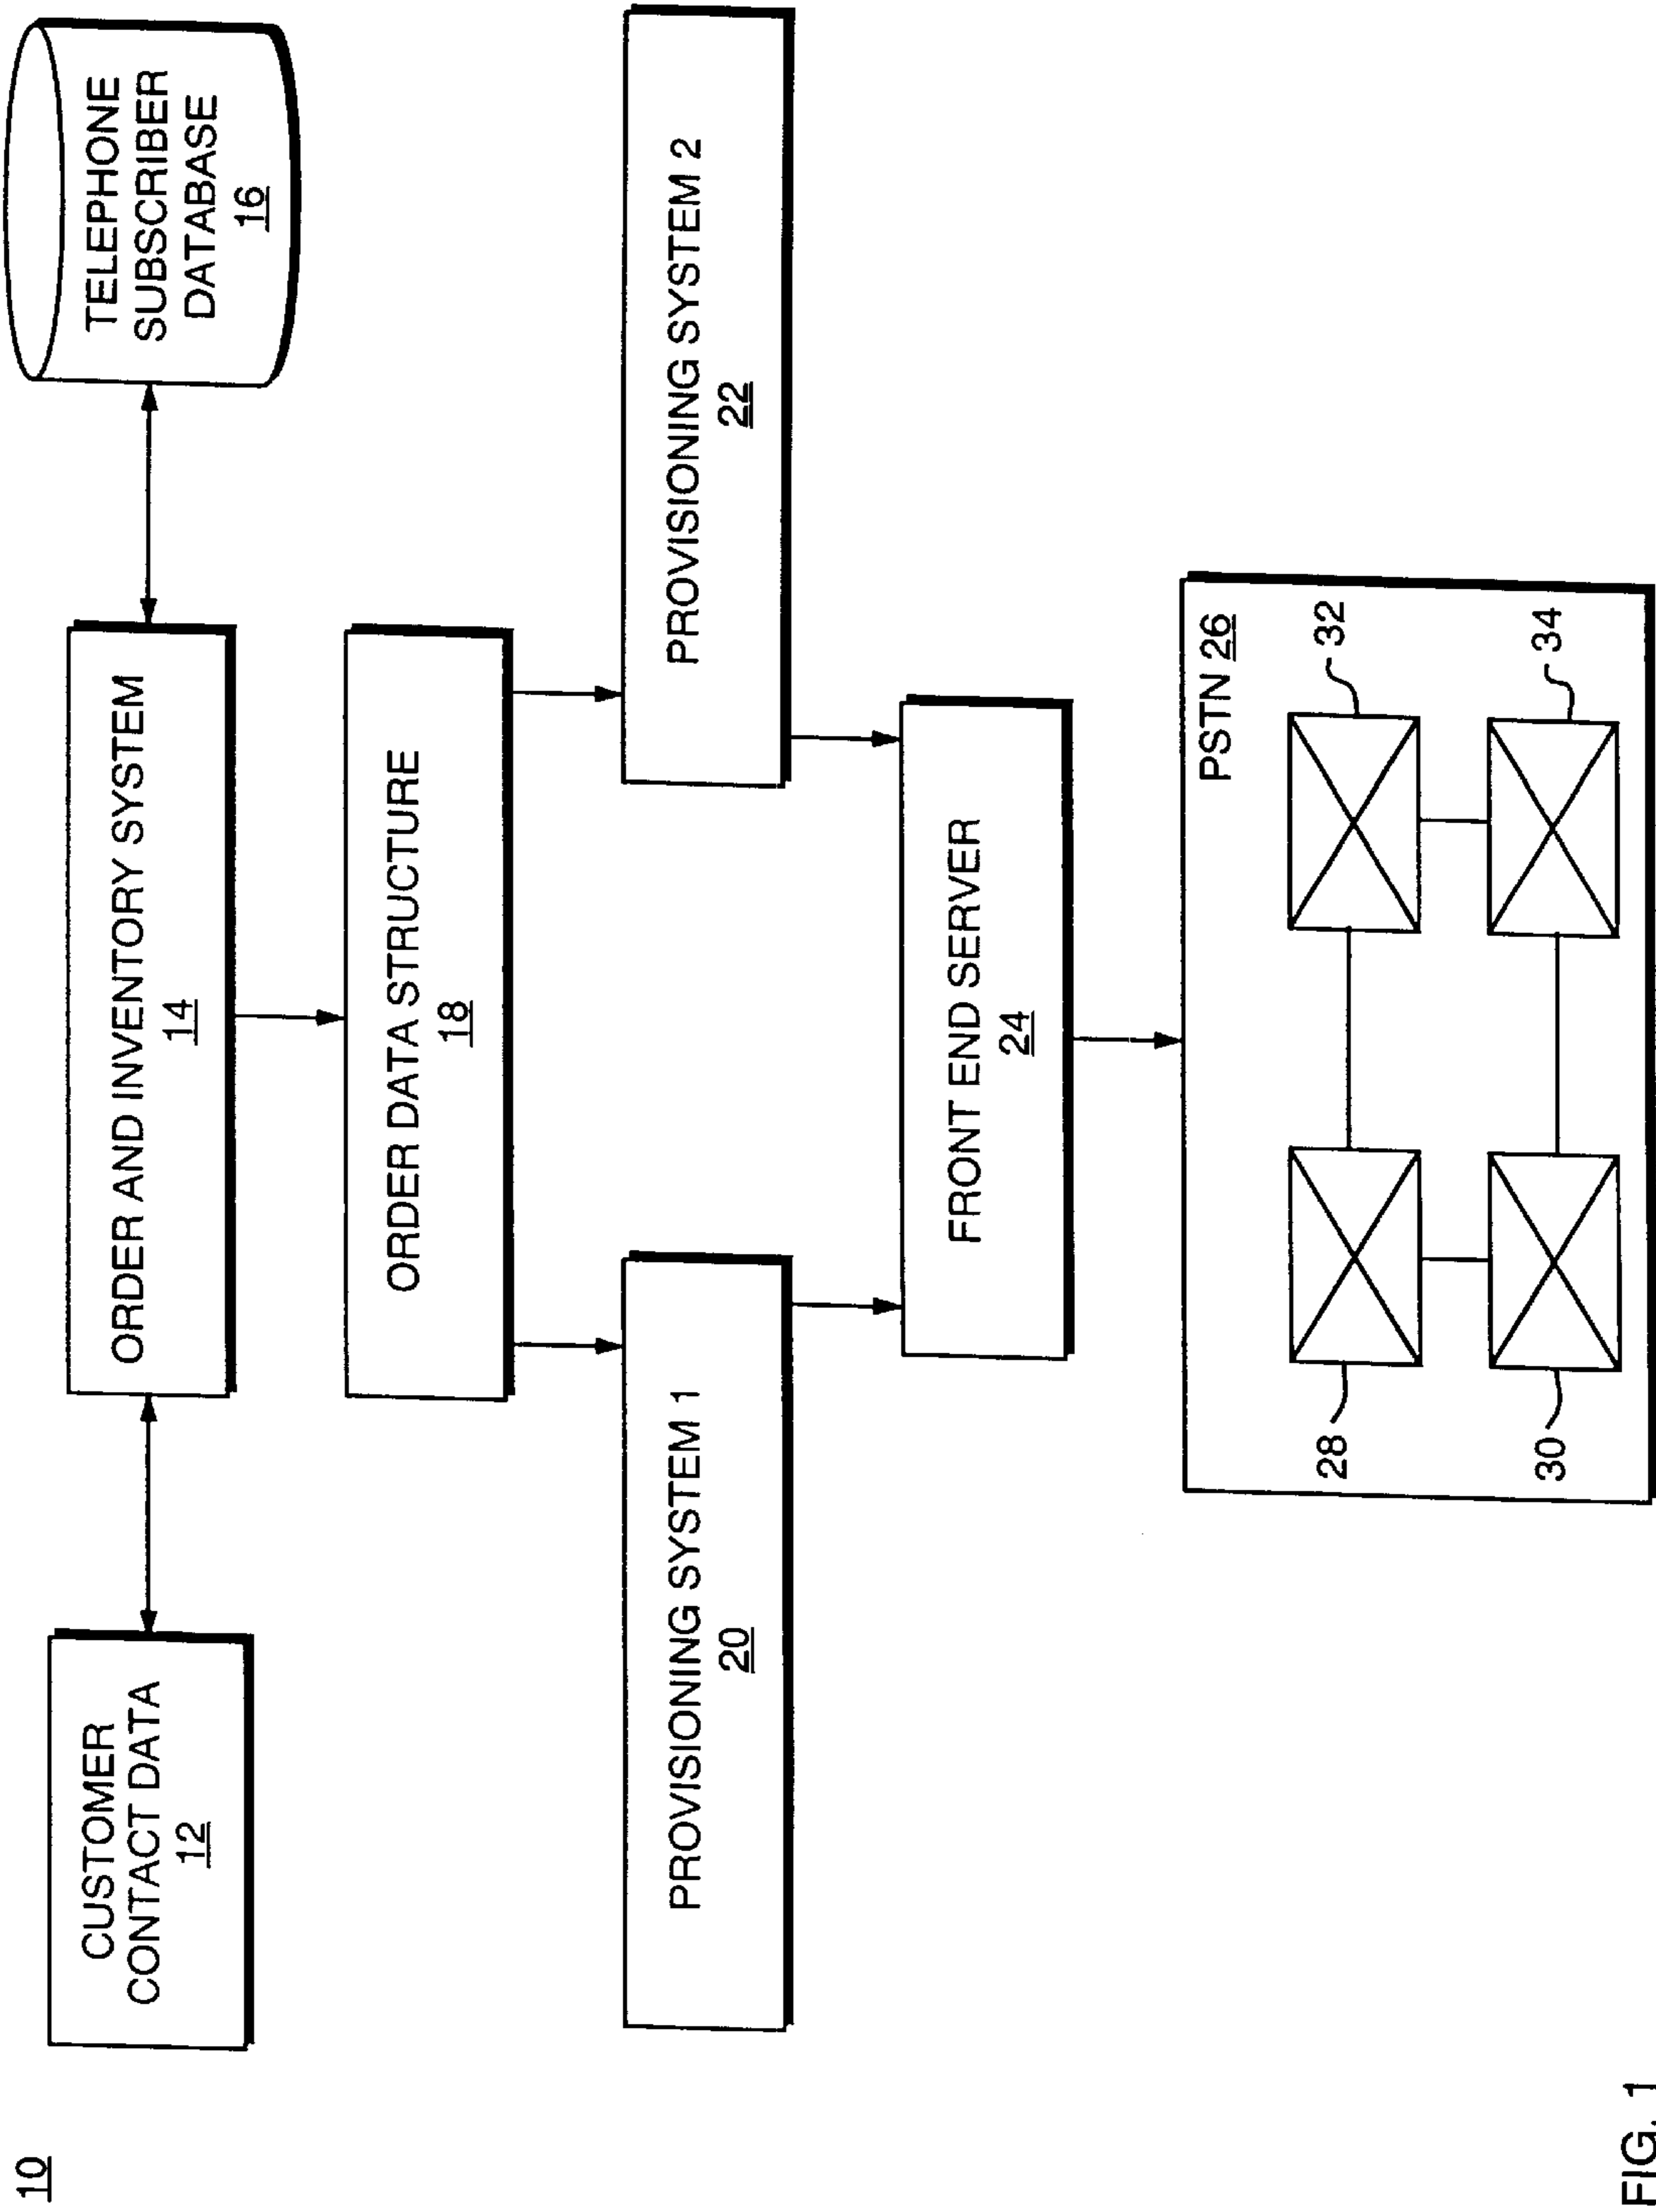 10
CUSTOMER
CONTACT DATA
12
ORDER AND INVENTORY SYSTEM
14
TELEPHONE
SUBSCRIBER
DATABASE
16
ORDER DATA STRUCTURE
18
PROVISIONING SYSTEM 1
20
PROVISIONING SYSTEM 2
22
FRONT END SERVER
24
PSTN 26
28
32
30
34
FIG. 1